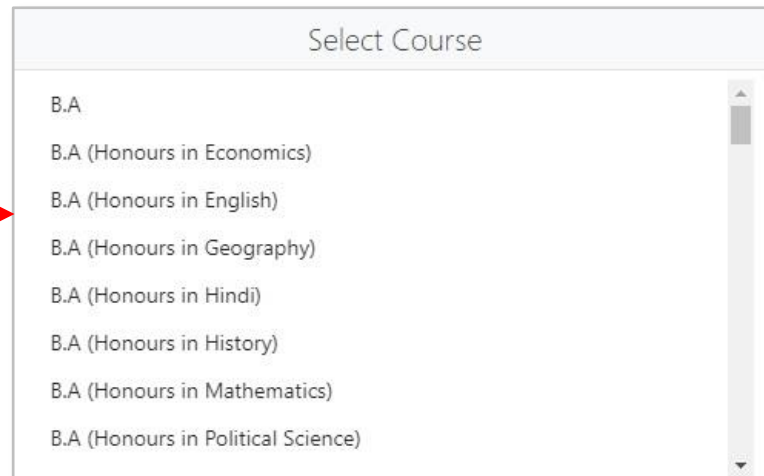 Select Course
B.A
B.A (Honours in Economics)
B.A (Honours in English)
B.A (Honours in Geography)
B.A (Honours in Hindi)
B.A (Honours in History)
B.A (Honours in Mathematics)
B.A (Honours in Political Science)